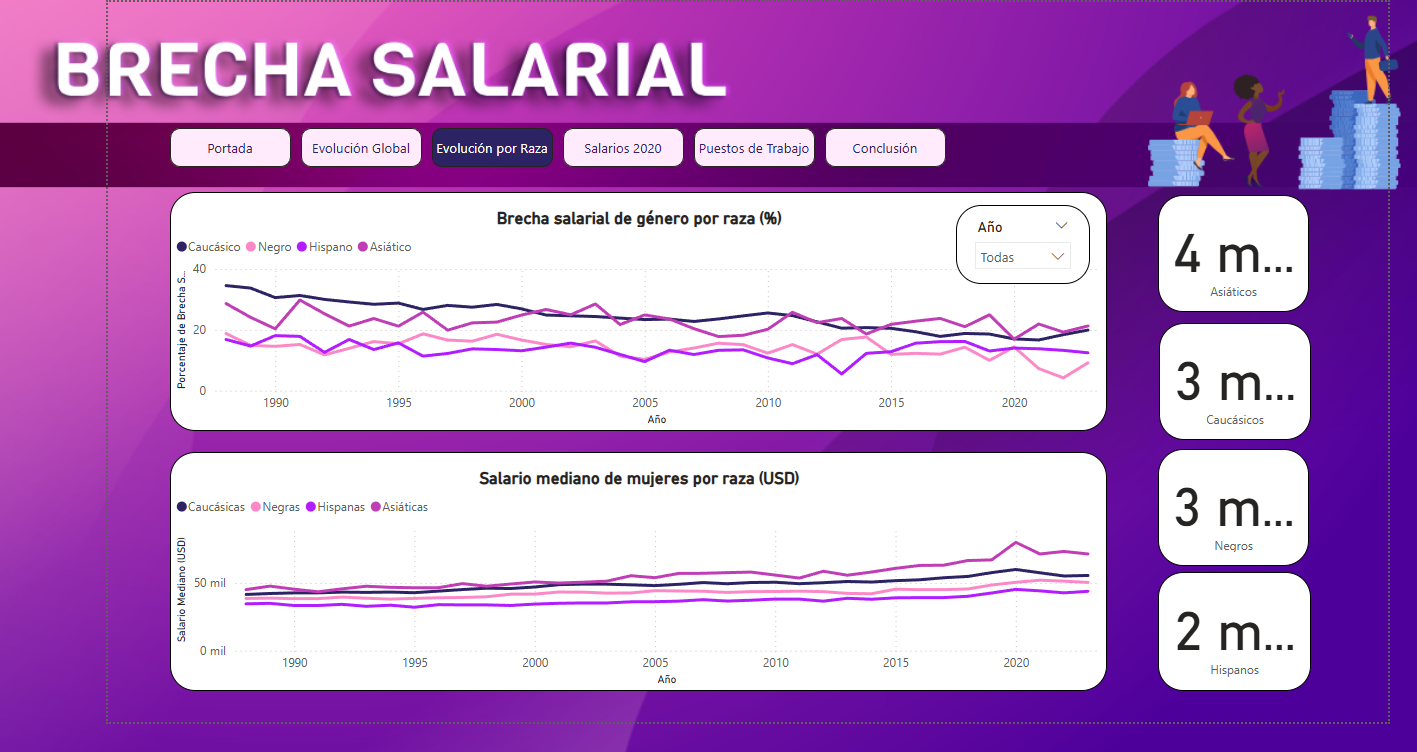 BRECHA SALARIAL
Portada
Evolución Global
Evolución por Raza
Salarios 2020
Puestos de Trabajo
Conclusión
Brecha salarial de género por raza (%)
Año
Todas
Caucásico Negro Hispano Asiático
Porcentaje de Brecha S...
40
20
0
1990 1995 2000 2005 2010 2015 2020
Año
Salario mediano de mujeres por raza (USD)
Caucásicas Negras Hispanas Asiáticas
Salario Mediano (USD)
50 mil
0 mil
1990 1995 2000 2005 2010 2015 2020
Año
4 m...
Asiáticos
3 m...
Caucásicos
3 m...
Negros
2 m...
Hispanos